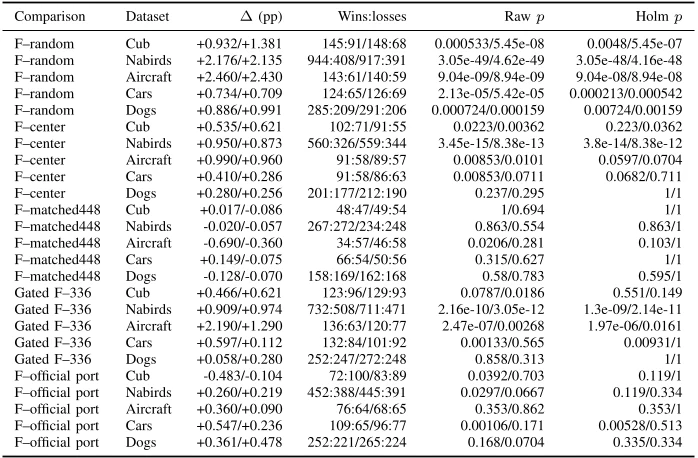 Comparison Dataset Δ (pp) Wins:losses Raw p Holm p
F–random Cub +0.932/+1.381 145:91/148:68 0.000533/5.45e-08 0.0048/5.45e-07
F–random Nabirds +2.176/+2.135 944:408/917:391 3.05e-49/4.62e-49 3.05e-48/4.16e-48
F–random Aircraft +2.460/+2.430 143:61/140:59 9.04e-09/8.94e-09 9.04e-08/8.94e-08
F–random Cars +0.734/+0.709 124:65/126:69 2.13e-05/5.42e-05 0.000213/0.000542
F–random Dogs +0.886/+0.991 285:209/291:206 0.000724/0.000159 0.00724/0.00159
F–center Cub +0.535/+0.621 102:71/91:55 0.0223/0.00362 0.223/0.0362
F–center Nabirds +0.950/+0.873 560:326/559:344 3.45e-15/8.38e-13 3.8e-14/8.38e-12
F–center Aircraft +0.990/+0.960 91:58/89:57 0.00853/0.0101 0.0597/0.0704
F–center Cars +0.410/+0.286 91:58/86:63 0.00853/0.0711 0.0682/0.711
F–center Dogs +0.280/+0.256 201:177/212:190 0.237/0.295 1/1
F–matched448 Cub +0.017/-0.086 48:47/49:54 1/0.694 1/1
F–matched448 Nabirds -0.020/-0.057 267:272/234:248 0.863/0.554 0.863/1
F–matched448 Aircraft -0.690/-0.360 34:57/46:58 0.0206/0.281 0.103/1
F–matched448 Cars +0.149/-0.075 66:54/50:56 0.315/0.627 1/1
F–matched448 Dogs -0.128/-0.070 158:169/162:168 0.58/0.783 0.595/1
Gated F–336 Cub +0.466/+0.621 123:96/129:93 0.0787/0.0186 0.551/0.149
Gated F–336 Nabirds +0.909/+0.974 732:508/711:471 2.16e-10/3.05e-12 1.3e-09/2.14e-11
Gated F–336 Aircraft +2.190/+1.290 136:63/120:77 2.47e-07/0.00268 1.97e-06/0.0161
Gated F–336 Cars +0.597/+0.112 132:84/101:92 0.00133/0.565 0.00931/1
Gated F–336 Dogs +0.058/+0.280 252:247/272:248 0.858/0.313 1/1
F–official port Cub -0.483/-0.104 72:100/83:89 0.0392/0.703 0.119/1
F–official port Nabirds +0.260/+0.219 452:388/445:391 0.0297/0.0667 0.119/0.334
F–official port Aircraft +0.360/+0.090 76:64/68:65 0.353/0.862 0.353/1
F–official port Cars +0.547/+0.236 109:65/96:77 0.00106/0.171 0.00528/0.513
F–official port Dogs +0.361/+0.478 252:221/265:224 0.168/0.0704 0.335/0.334